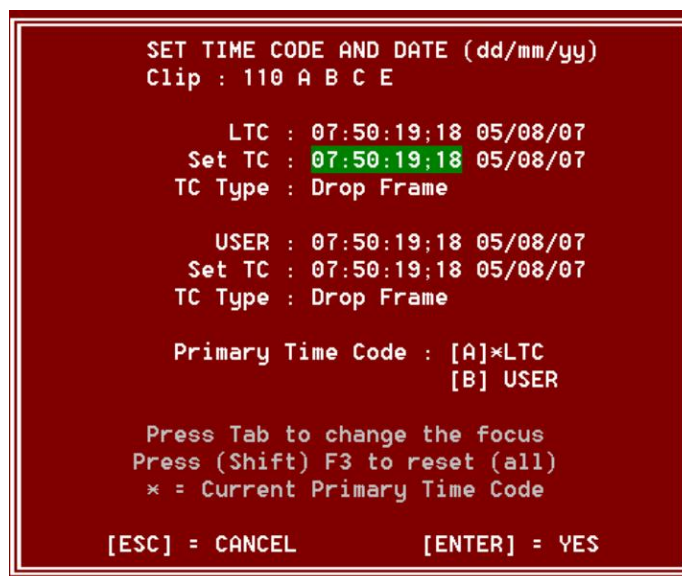 SET TIME CODE AND DATE (dd/mm/yy)
Clip : 110 A B C E
LTC : 07:50:19;18 05/08/07
Set TC : 07:50:19;18 05/08/07
TC Type : Drop Frame
USER : 07:50:19;18 05/08/07
Set TC : 07:50:19;18 05/08/07
TC Type : Drop Frame
Primary Time Code : [A]*LTC
[B] USER
Press Tab to change the focus
Press (Shift) F3 to reset (all)
* = Current Primary Time Code
[ESC] = CANCEL [ENTER] = YES